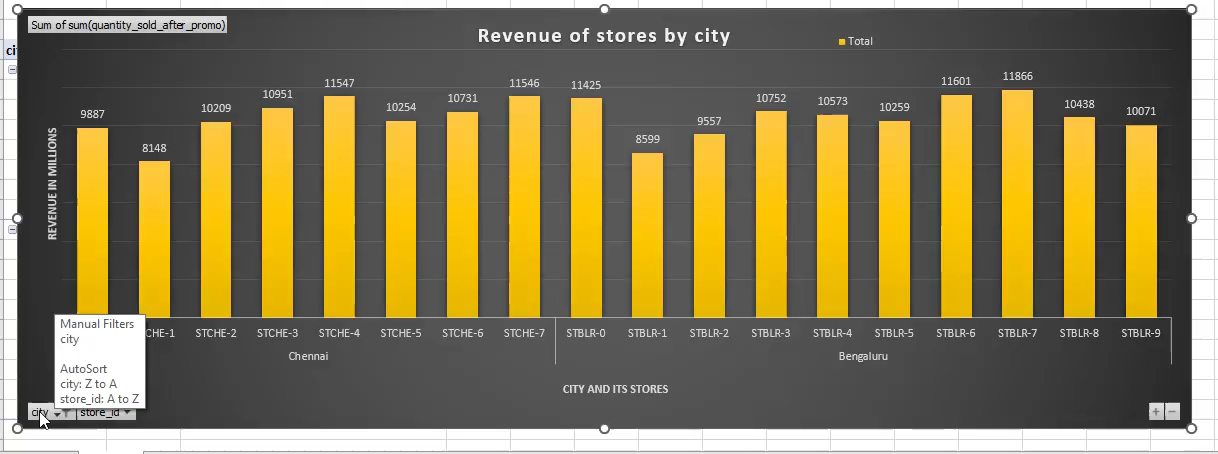 Sum of sum(quantity_sold_after_promo)
Revenue of stores by city
Total
REVENUE IN MILLIONS
9887
8148
10209
10951
11547
10254
10731
11546
11425
8599
9557
10752
10573
10259
11601
11866
10438
10071
CHE-1
STCHE-2
STCHE-3
STCHE-4
STCHE-5
STCHE-6
STCHE-7
STBLR-0
STBLR-1
STBLR-2
STBLR-3
STBLR-4
STBLR-5
STBLR-6
STBLR-7
STBLR-8
STBLR-9
Chennai
Bengaluru
CITY AND ITS STORES
Manual Filters
city
AutoSort
city: Z to A
store_id: A to Z
city
store_id